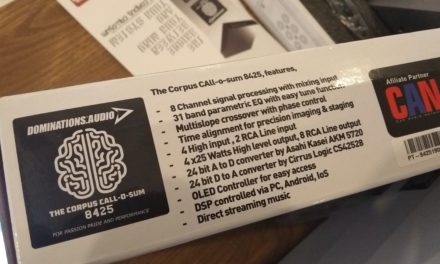 The Corpus CAll-o-sum 8425, features,
- 8 Channel signal processing with mixing input
- 31 band parametric EQ with easy tune function
- Multislope crossover with phase control
- Time alignment for precision imaging & staging
- 4 High input, 2 RCA Line input
- 4 x25 Watts High level output, 8 RCA Line output
- 24 bit A to D converter by Asahi Kasei AKM 5720
- 24 bit D to A converter by Cirrus Logic CS42528
- OLED Controller for easy access
- DSP controlled via PC, Android, IoS
- Direct streaming music
DOMINATIONS.AUDIO
THE CORPUS CALL-O-SUM
8425
FOR PASSION PRIDE AND PERFORMANCE
Affiliate Partner
CAN